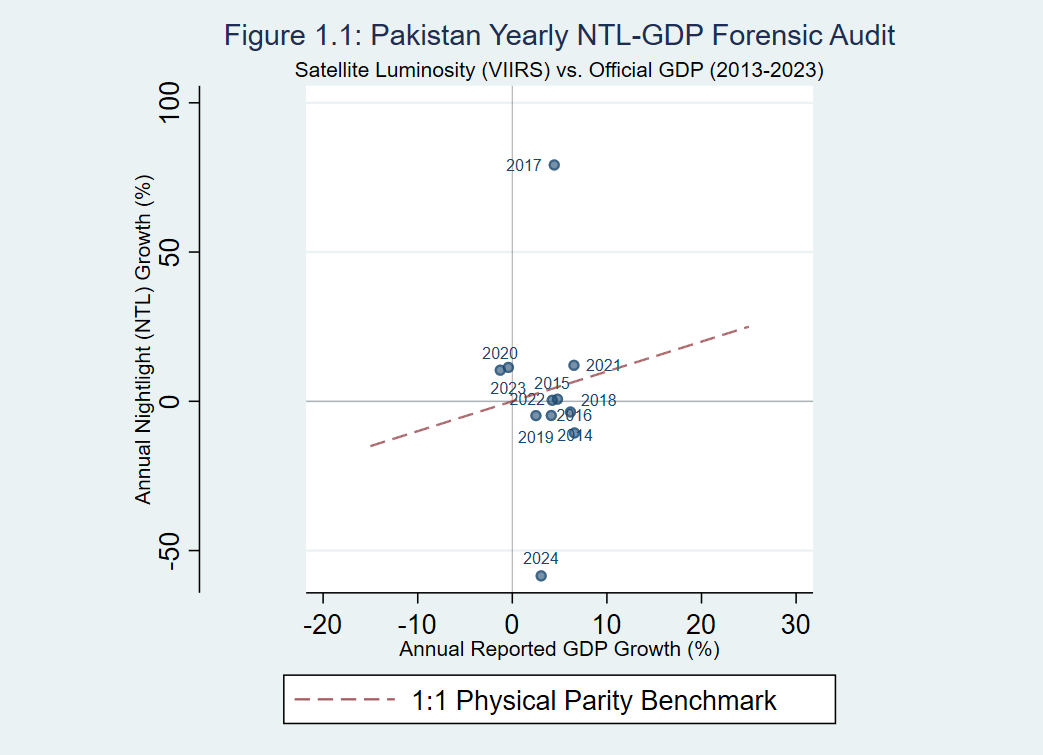 Figure 1.1: Pakistan Yearly NTL-GDP Forensic Audit
Satellite Luminosity (VIIRS) vs. Official GDP (2013-2023)
Annual Nightlight (NTL) Growth (%)
100
50
0
-50
2017
2020
2021
2023
2015
2022
2018
2016
2019
2014
2024
-20 -10 0 10 20 30
Annual Reported GDP Growth (%)
1:1 Physical Parity Benchmark